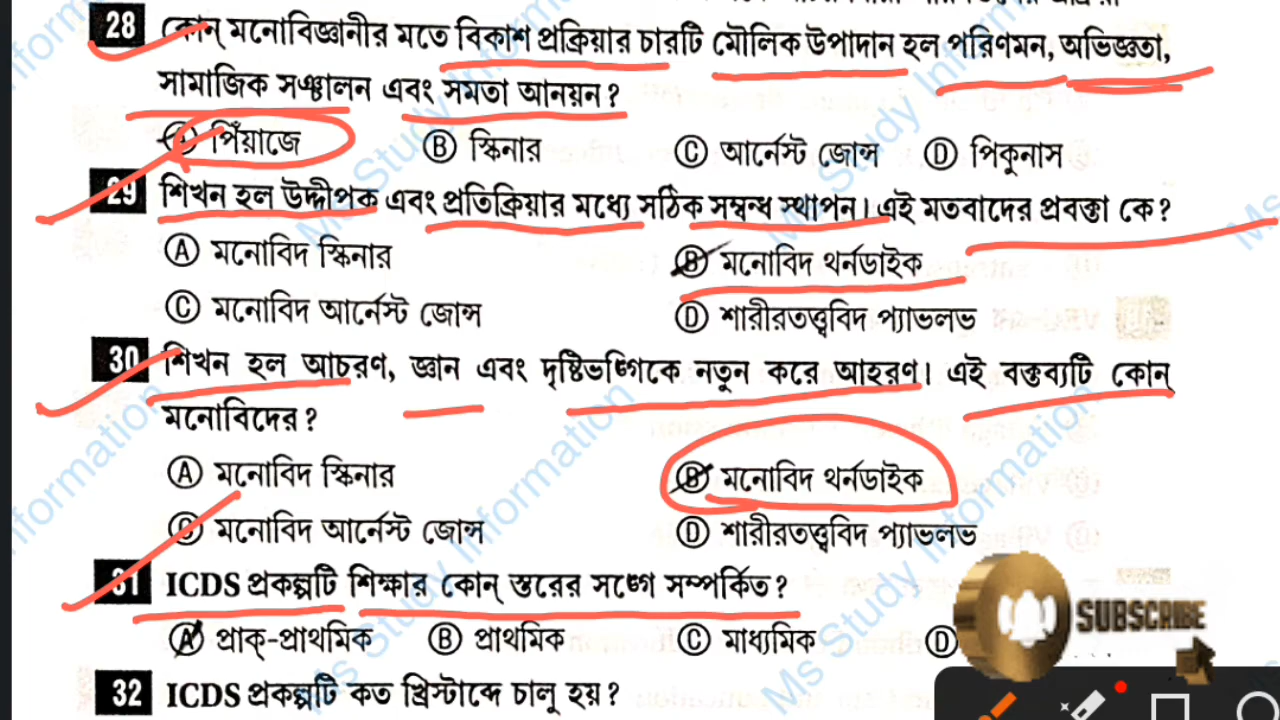 28 কোন্ মনোবিজ্ঞানীর মতে বিকাশ প্রক্রিয়ার চারটি মৌলিক উপাদান হল পরিণমন, অভিজ্ঞতা,
সামাজিক সঞ্চালন এবং সমতা আনয়ন?
Ⓐ পিঁয়াজে Ⓑ স্কিনার Ⓒ আর্নেস্ট জোন্স Ⓓ পিকুনাস
29 শিখন হল উদ্দীপক এবং প্রতিক্রিয়ার মধ্যে সঠিক সম্বন্ধ স্থাপন। এই মতবাদের প্রবক্তা কে?
Ⓐ মনোবিদ স্কিনার Ⓑ মনোবিদ থর্নডাইক
Ⓒ মনোবিদ আর্নেস্ট জোন্স Ⓓ শারীরতত্ত্ববিদ প্যাভলভ
30 শিখন হল আচরণ, জ্ঞান এবং দৃষ্টিভঙ্গিকে নতুন করে আহরণ। এই বক্তব্যটি কোন্
মনোবিদের?
Ⓐ মনোবিদ স্কিনার Ⓑ মনোবিদ থর্নডাইক
Ⓒ মনোবিদ আর্নেস্ট জোন্স Ⓓ শারীরতত্ত্ববিদ প্যাভলভ
31 ICDS প্রকল্পটি শিক্ষার কোন্ স্তরের সঙ্গে সম্পর্কিত?
Ⓐ প্রাক্-প্রাথমিক Ⓑ প্রাথমিক Ⓒ মাধ্যমিক Ⓓ
SUBSCRIBE
32 ICDS প্রকল্পটি কত খ্রিস্টাব্দে চালু হয়?
Ms Study Information